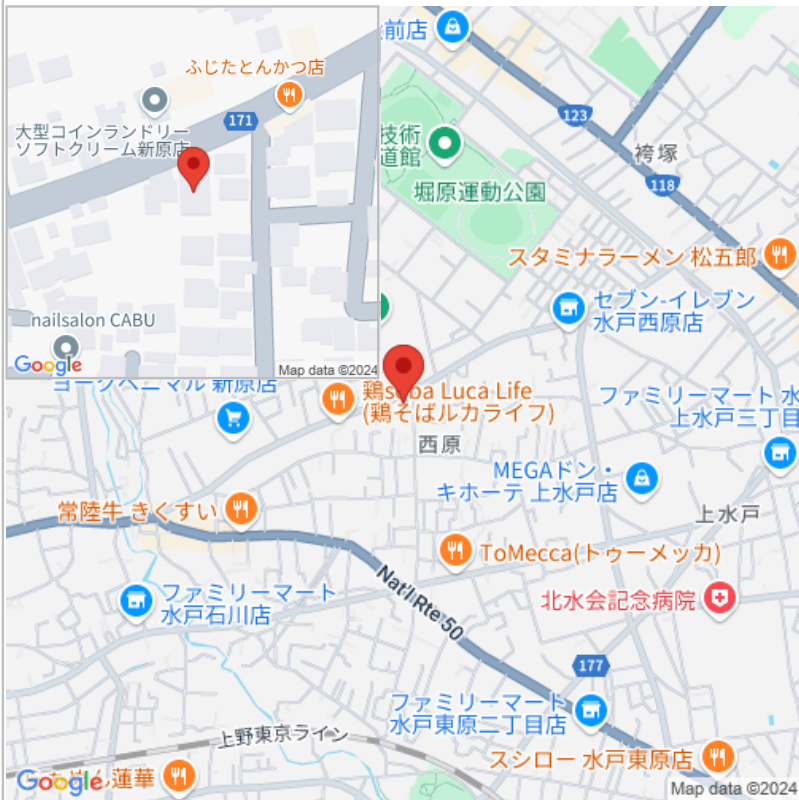 ふじたとんかつ店
171
大型コインランドリー
ソフトクリーム新原店
nailsalon CABU
Google
Map data ©2024
前店
123
技術
道館
堀原運動公園
袴塚
118
スタミナラーメン 松五郎
セブン-イレブン
水戸西原店
ヨークベニマル 新原店
鶏soba Luca Life
(鶏そばルカライフ)
ファミリーマート 水
上水戸三丁目
西原
MEGAドン・
キホーテ 上水戸店
上水戸
常陸牛 きくすい
ToMecca(トゥーメッカ)
Nat'l Rte 50
ファミリーマート
水戸石川店
北水会記念病院
177
ファミリーマート
水戸東原二丁目店
上野東京ライン
スシロー 水戸東原店
Google
めん蓮華
Map data ©2024